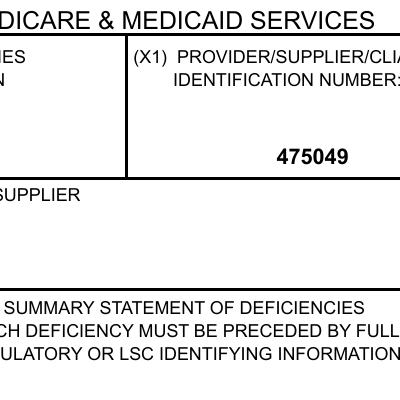 DICARE & MEDICAID SERVICES
IES
(X1) PROVIDER/SUPPLIER/CLIA
N
IDENTIFICATION NUMBER:
475049
SUPPLIER
SUMMARY STATEMENT OF DEFICIENCIES
CH DEFICIENCY MUST BE PRECEDED BY FULL
ULATORY OR LSC IDENTIFYING INFORMATION